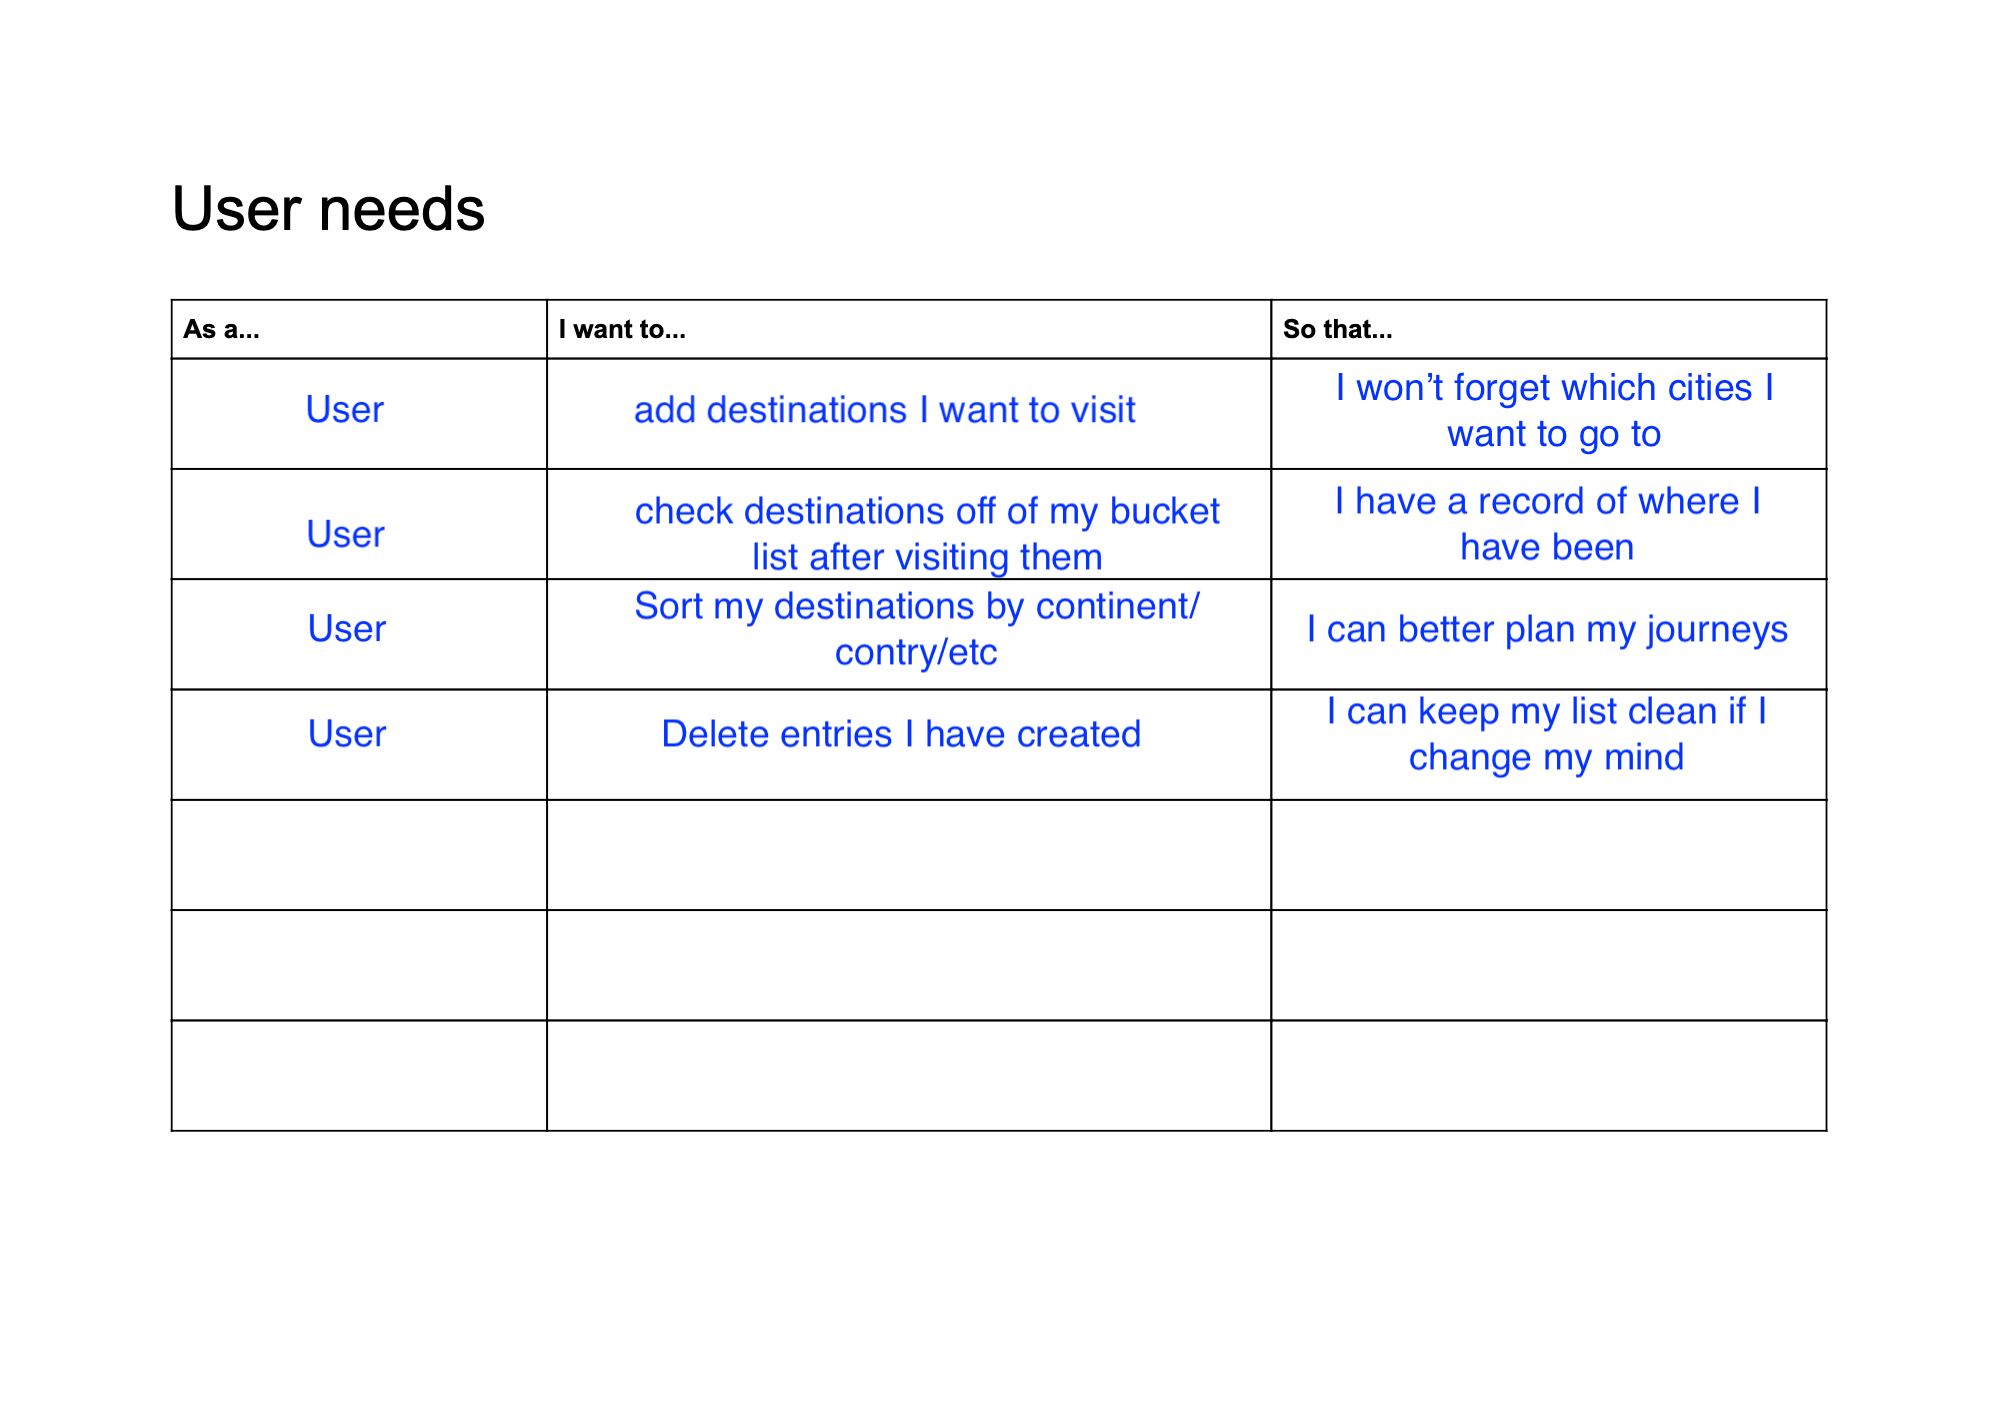 User needs
As a...
I want to...
So that...
User
add destinations I want to visit
I won’t forget which cities I
want to go to
User
check destinations off of my bucket
list after visiting them
I have a record of where I
have been
User
Sort my destinations by continent/
contry/etc
I can better plan my journeys
User
Delete entries I have created
I can keep my list clean if I
change my mind